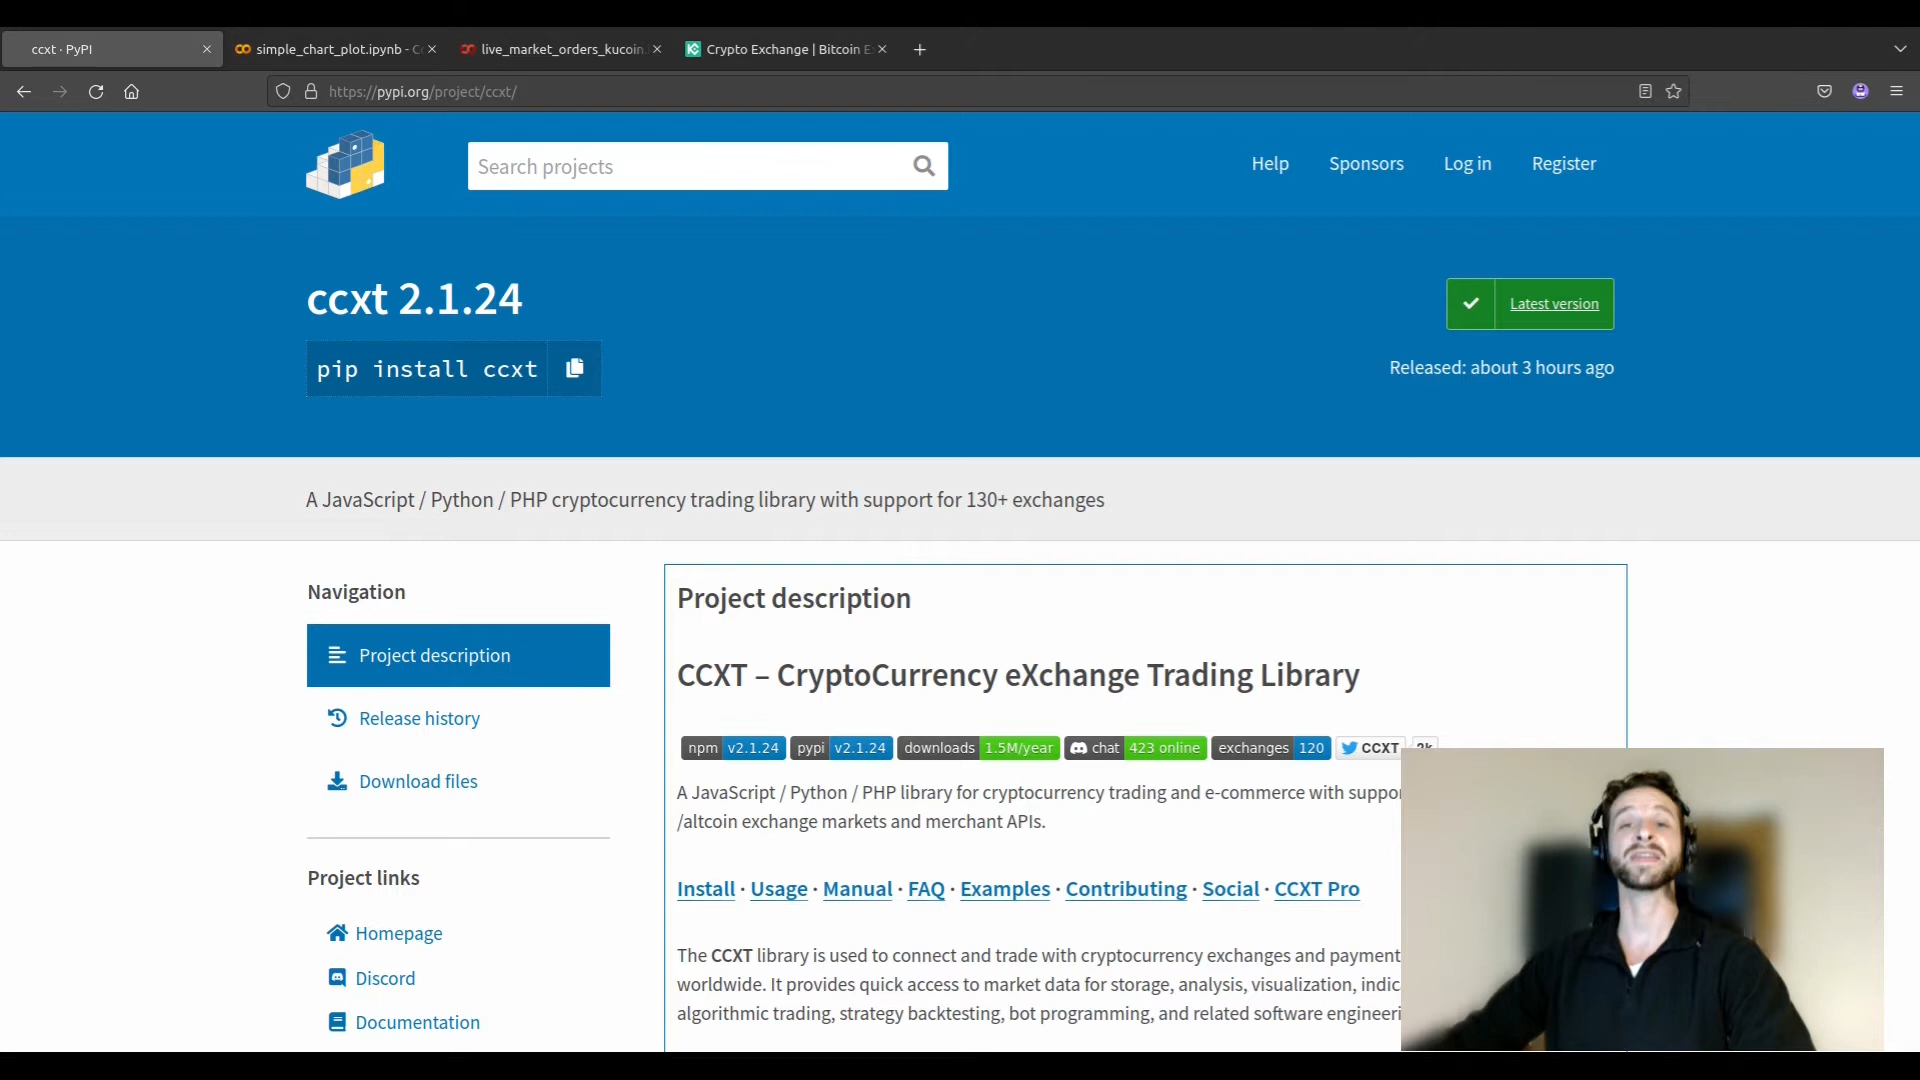 ccxt · PyPI
simple_chart_plot.ipynb - Co
live_market_orders_kucoin.
Crypto Exchange | Bitcoin E
https://pypi.org/project/ccxt/
Search projects
Help
Sponsors
Log in
Register
ccxt 2.1.24
pip install ccxt
Latest version
Released: about 3 hours ago
A JavaScript / Python / PHP cryptocurrency trading library with support for 130+ exchanges
Navigation
Project description
Release history
Download files
Project links
Homepage
Discord
Documentation
Project description
CCXT – CryptoCurrency eXchange Trading Library
npm v2.1.24 pypi v2.1.24 downloads 1.5M/year chat 423 online exchanges 120 CCXT
A JavaScript / Python / PHP library for cryptocurrency trading and e-commerce with suppor
/altcoin exchange markets and merchant APIs.
Install · Usage · Manual · FAQ · Examples · Contributing · Social · CCXT Pro
The CCXT library is used to connect and trade with cryptocurrency exchanges and payment
worldwide. It provides quick access to market data for storage, analysis, visualization, indic
algorithmic trading, strategy backtesting, bot programming, and related software engineeri